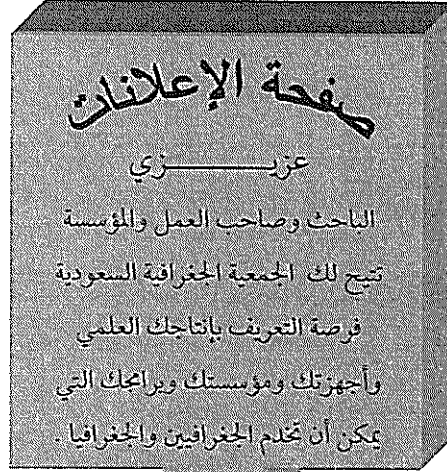 صفحة الإعلانات
عزيـــــــزي
الباحث وصاحب العمل والمؤسسة
تتيح لك الجمعية الجغرافية السعودية
فرصة التعريف بإنتاجك العلمي
وأجهزتك ومؤسستك وبرامجك التي
يمكن أن تخدم الجغرافيين والجغرافيا .